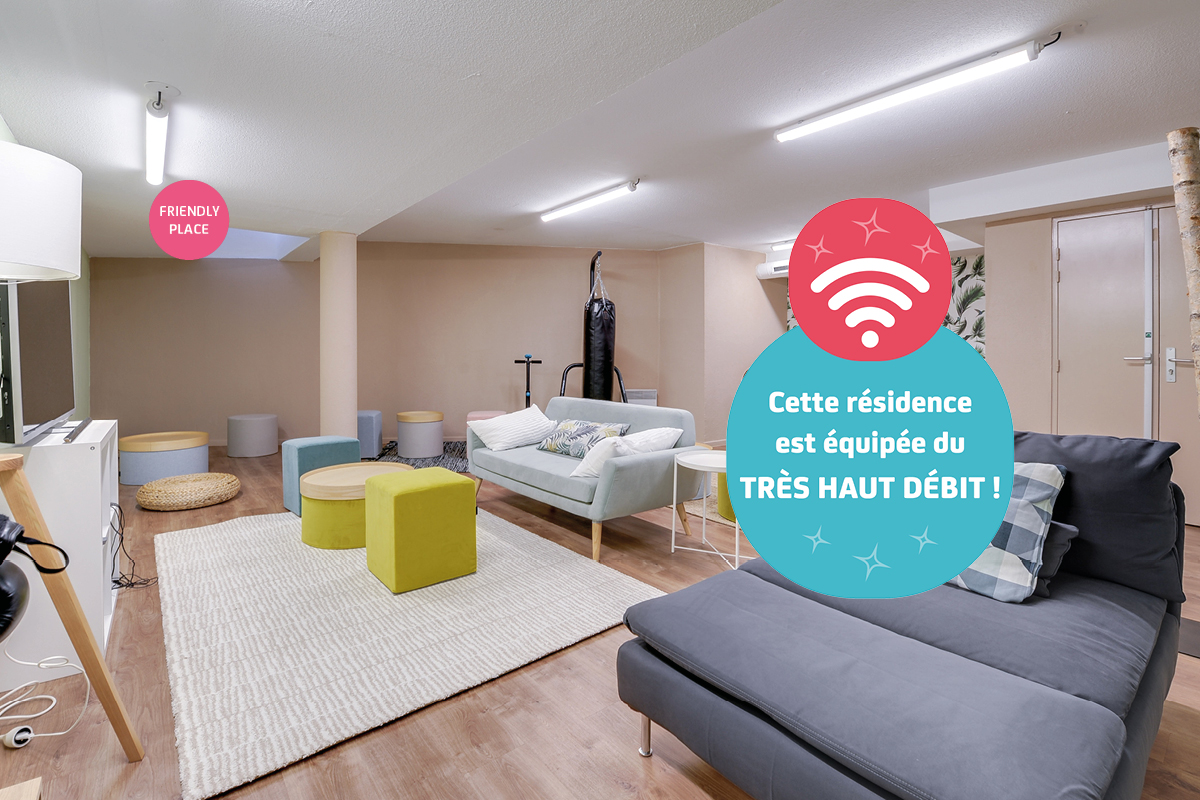 FRIENDLY
PLACE
Cette résidence
est équipée du
TRÈS HAUT DÉBIT !